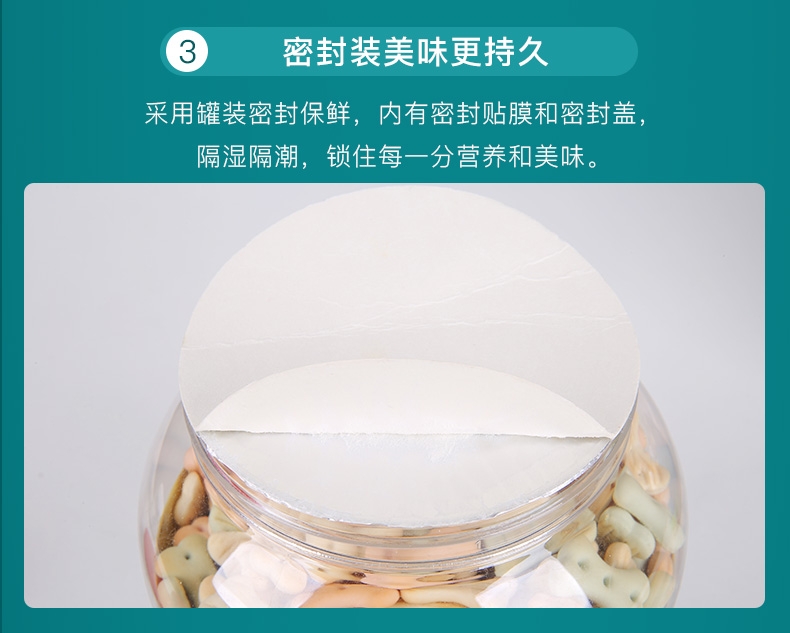 3 密封装美味更持久
采用罐装密封保鲜，内有密封贴膜和密封盖，
隔湿隔潮，锁住每一分营养和美味。